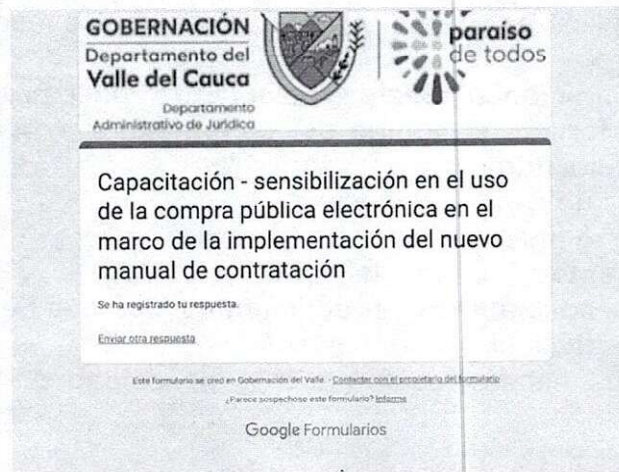 GOBERNACIÓN
Departamento del
Valle del Cauca
Departamento
Administrativo de Jurídica
paraíso
de todos
Capacitación - sensibilización en el uso
de la compra pública electrónica en el
marco de la implementación del nuevo
manual de contratación
Se ha registrado tu respuesta.
Enviar otra respuesta
Este formulario se creó en Gobernación del Valle. - Contactar con el propietario del formulario
¿Parece sospechoso este formulario? Informe
Google Formularios